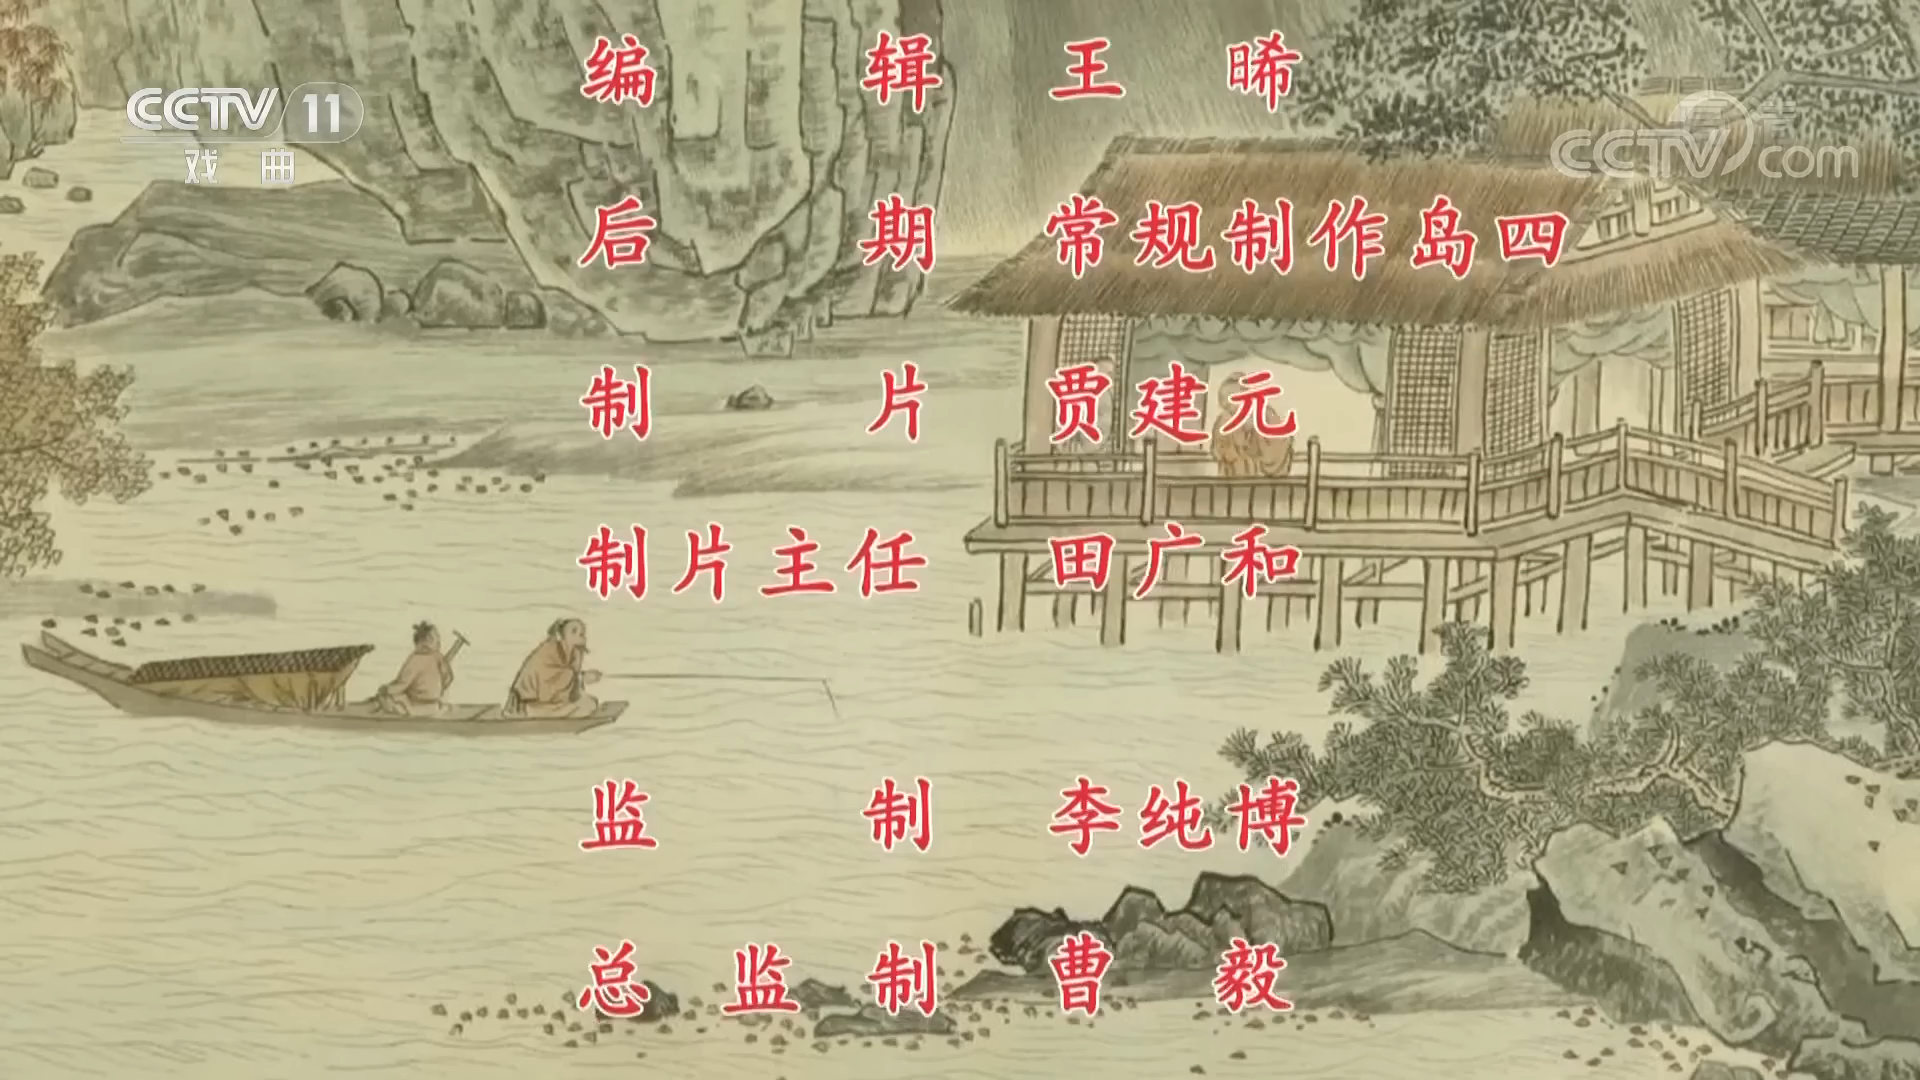 CCTV 11
戏曲
CCTV com
编辑 王晞
后期 常规制作岛四
制片 贾建元
制片主任 田广和
监制 李纯博
总监制 曹毅